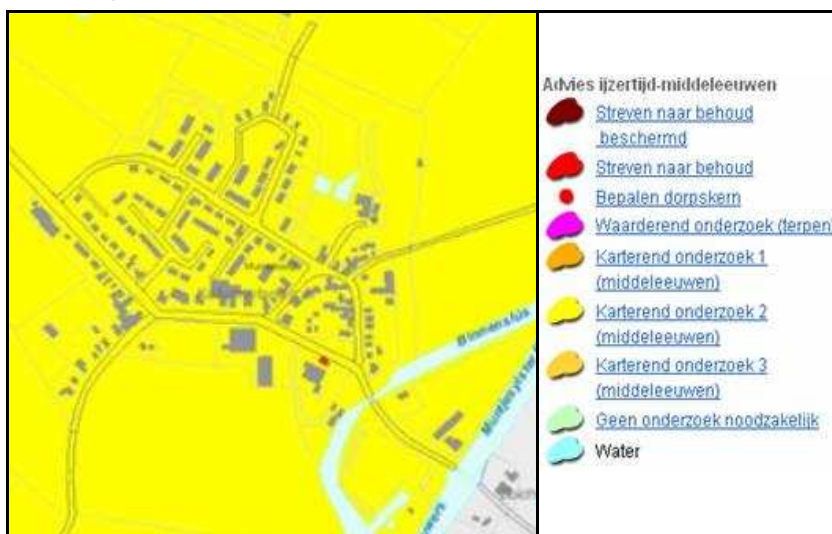 Binnensluis
Advies ijzertijd-middeleeuwen
Streven naar behoud
beschermd
Streven naar behoud
Bepalen dorpskern
Waarderend onderzoek (terpen)
Karterend onderzoek 1
(middeleeuwen)
Karterend onderzoek 2
(middeleeuwen)
Karterend onderzoek 3
(middeleeuwen)
Geen onderzoek noodzakelijk
Water